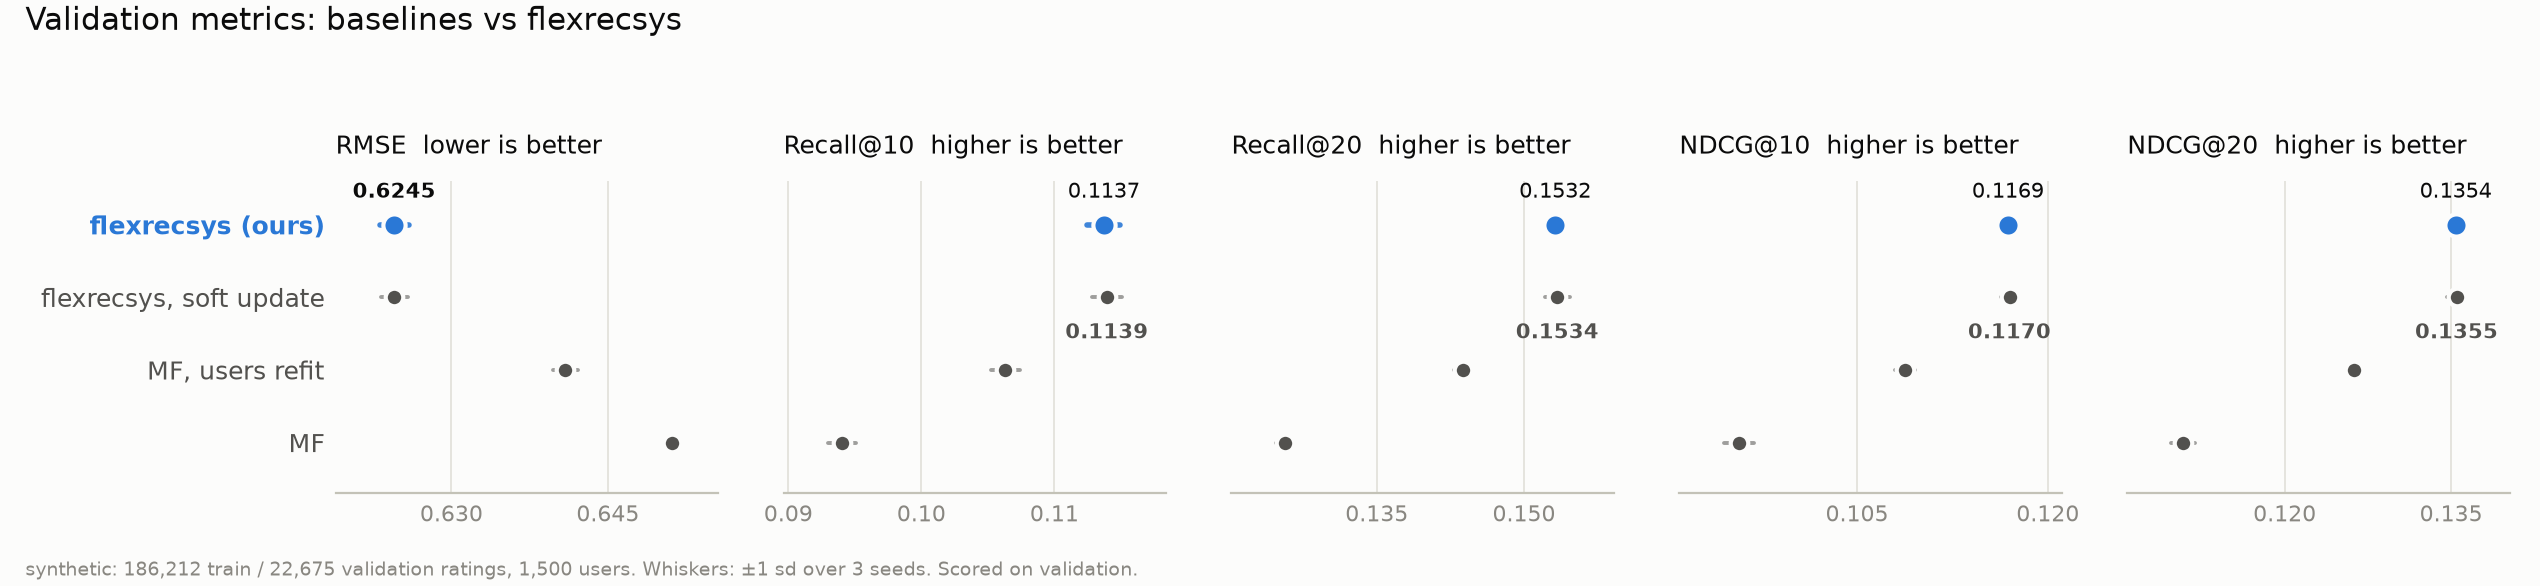 Validation metrics: baselines vs flexrecsys
RMSE  lower is better
Recall@10  higher is better
Recall@20  higher is better
NDCG@10  higher is better
NDCG@20  higher is better
0.6245
0.1137
0.1532
0.1169
0.1354
flexrecsys (ours)
flexrecsys, soft update
0.1139
0.1534
0.1170
0.1355
MF, users refit
MF
0.630
0.645
0.09
0.10
0.11
0.135
0.150
0.105
0.120
0.120
0.135
synthetic: 186,212 train / 22,675 validation ratings, 1,500 users. Whiskers: ±1 sd over 3 seeds. Scored on validation.